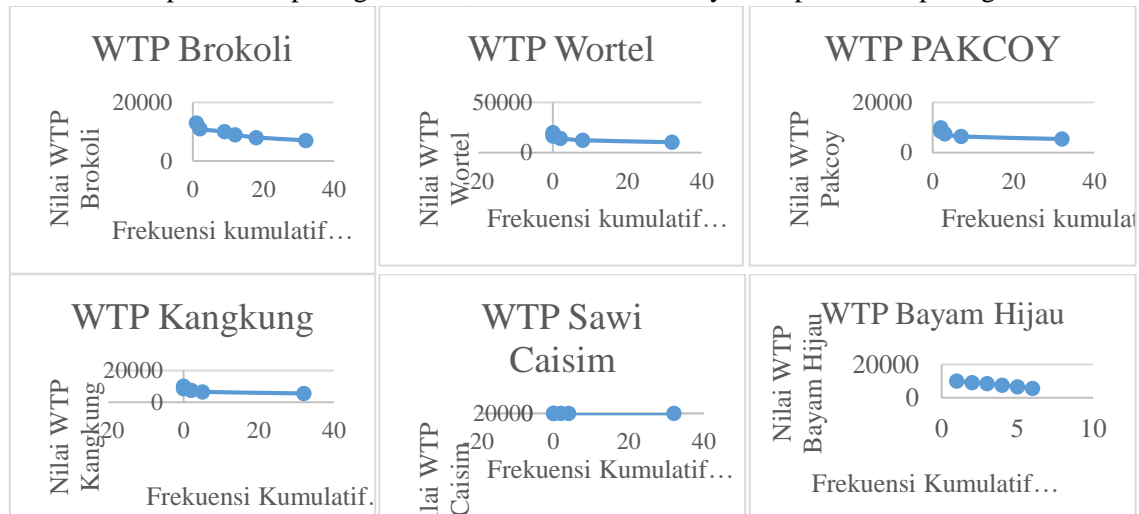 WTP Brokoli
20000
0
0
20
40
Nilai WTP
Brokoli
Frekuensi kumulatif…
WTP Wortel
50000
0
20
0
20
40
Nilai WTP
Wortel
Frekuensi kumulatif…
WTP PAKCOY
20000
0
0
20
40
Nilai WTP
Pakcoy
Frekuensi kumulat
WTP Kangkung
20000
0
20
0
20
40
Nilai WTP
Kangkung
Frekuensi Kumulatif.
WTP Sawi
Caisim
20000
20
0
20
40
lai WTP
Caisim
Frekuensi Kumulatif…
WTP Bayam Hijau
20000
0
0
5
10
Nilai WTP
Bayam Hijau
Frekuensi Kumulatif…